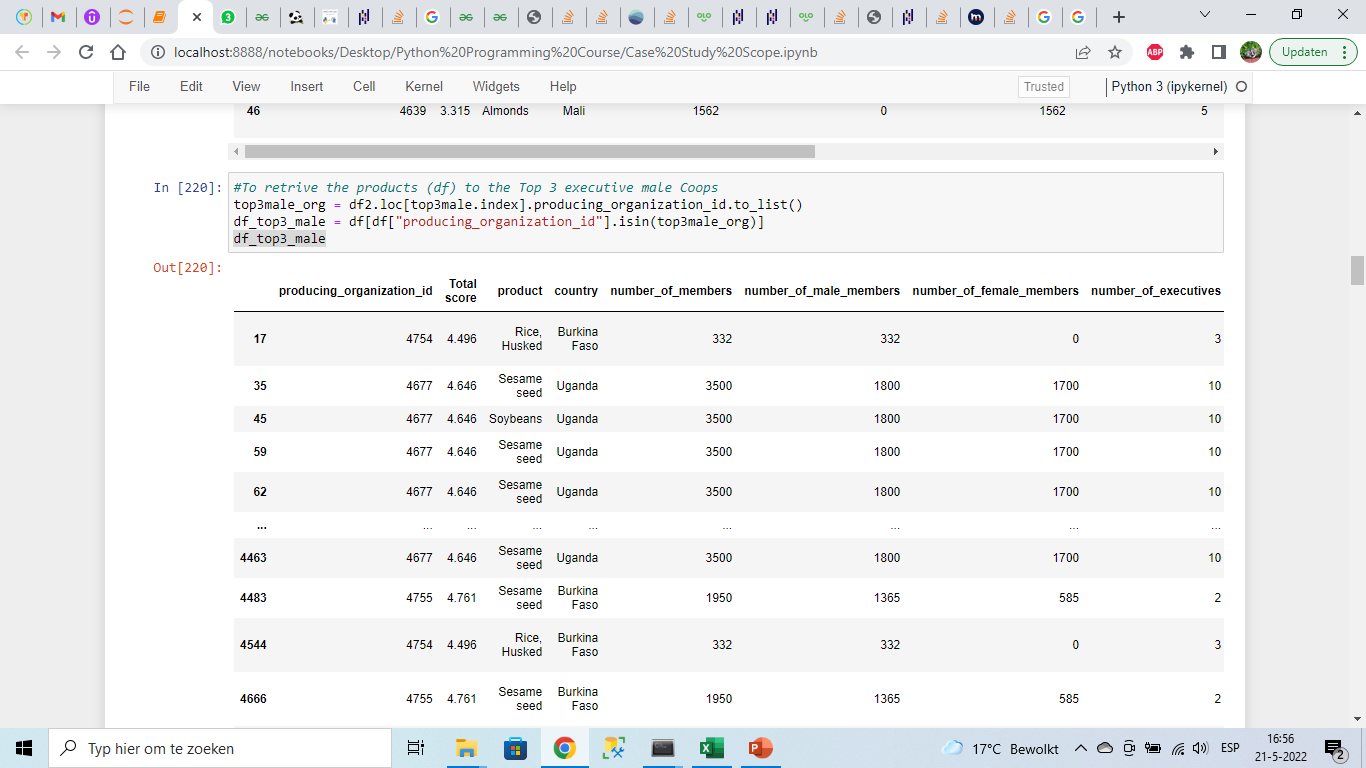 localhost:8888/notebooks/Desktop/Python%20Programming%20Course/Case%20Study%20Scope.ipynb
ABP
Updaten
File Edit View Insert Cell Kernel Widgets Help
Trusted
Python 3 (ipykernel)
46 4639 3.315 Almonds Mali 1562 0 1562 5
In [220]: #To retrive the products (df) to the Top 3 executive male Coops
top3male_org = df2.loc[top3male.index].producing_organization_id.to_list()
df_top3_male = df[df["producing_organization_id"].isin(top3male_org)]
df_top3_male
Out[220]:
producing_organization_id Total score product country number_of_members number_of_male_members number_of_female_members number_of_executives
17 4754 4.496 Rice, Husked Burkina Faso 332 332 0 3
35 4677 4.646 Sesame seed Uganda 3500 1800 1700 10
45 4677 4.646 Soybeans Uganda 3500 1800 1700 10
59 4677 4.646 Sesame seed Uganda 3500 1800 1700 10
62 4677 4.646 Sesame seed Uganda 3500 1800 1700 10
... ... ... ... ... ... ... ... ...
4463 4677 4.646 Sesame seed Uganda 3500 1800 1700 10
4483 4755 4.761 Sesame seed Burkina Faso 1950 1365 585 2
4544 4754 4.496 Rice, Husked Burkina Faso 332 332 0 3
4666 4755 4.761 Sesame seed Burkina Faso 1950 1365 585 2
Typ hier om te zoeken
17°C Bewolkt
ESP
16:56
21-5-2022
2